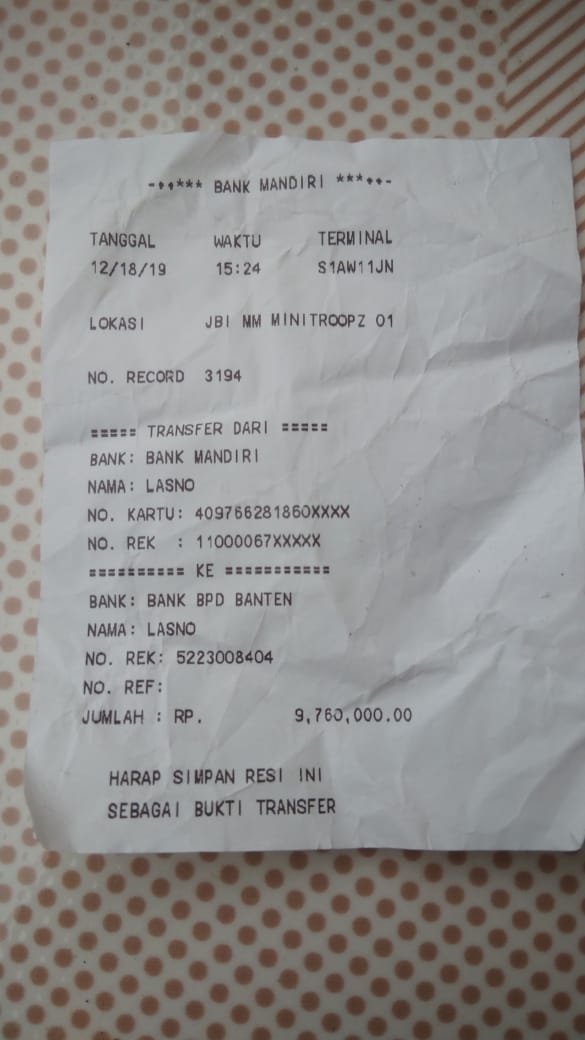 -***** BANK MANDIRI *****-
TANGGAL WAKTU TERMINAL
12/18/19 15:24 S1AW11JN
LOKASI JBI MM MINITROOPZ 01
NO. RECORD 3194
===== TRANSFER DARI =====
BANK: BANK MANDIRI
NAMA: LASNO
NO. KARTU: 409766281860XXXX
NO. REK : 11000067XXXXX
========== KE ===========
BANK: BANK BPD BANTEN
NAMA: LASNO
NO. REK: 5223008404
NO. REF:
JUMLAH : RP. 9,760,000.00
HARAP SIMPAN RESI INI
SEBAGAI BUKTI TRANSFER